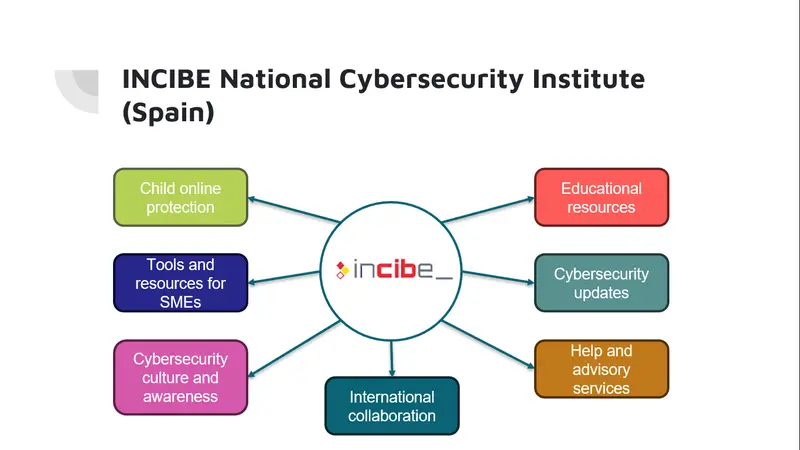 INCIBE National Cybersecurity Institute
(Spain)
Child online
protection
Educational
resources
incibe_
Tools and
resources for
SMEs
Cybersecurity
updates
Cybersecurity
culture and
awareness
Help and
advisory
services
International
collaboration